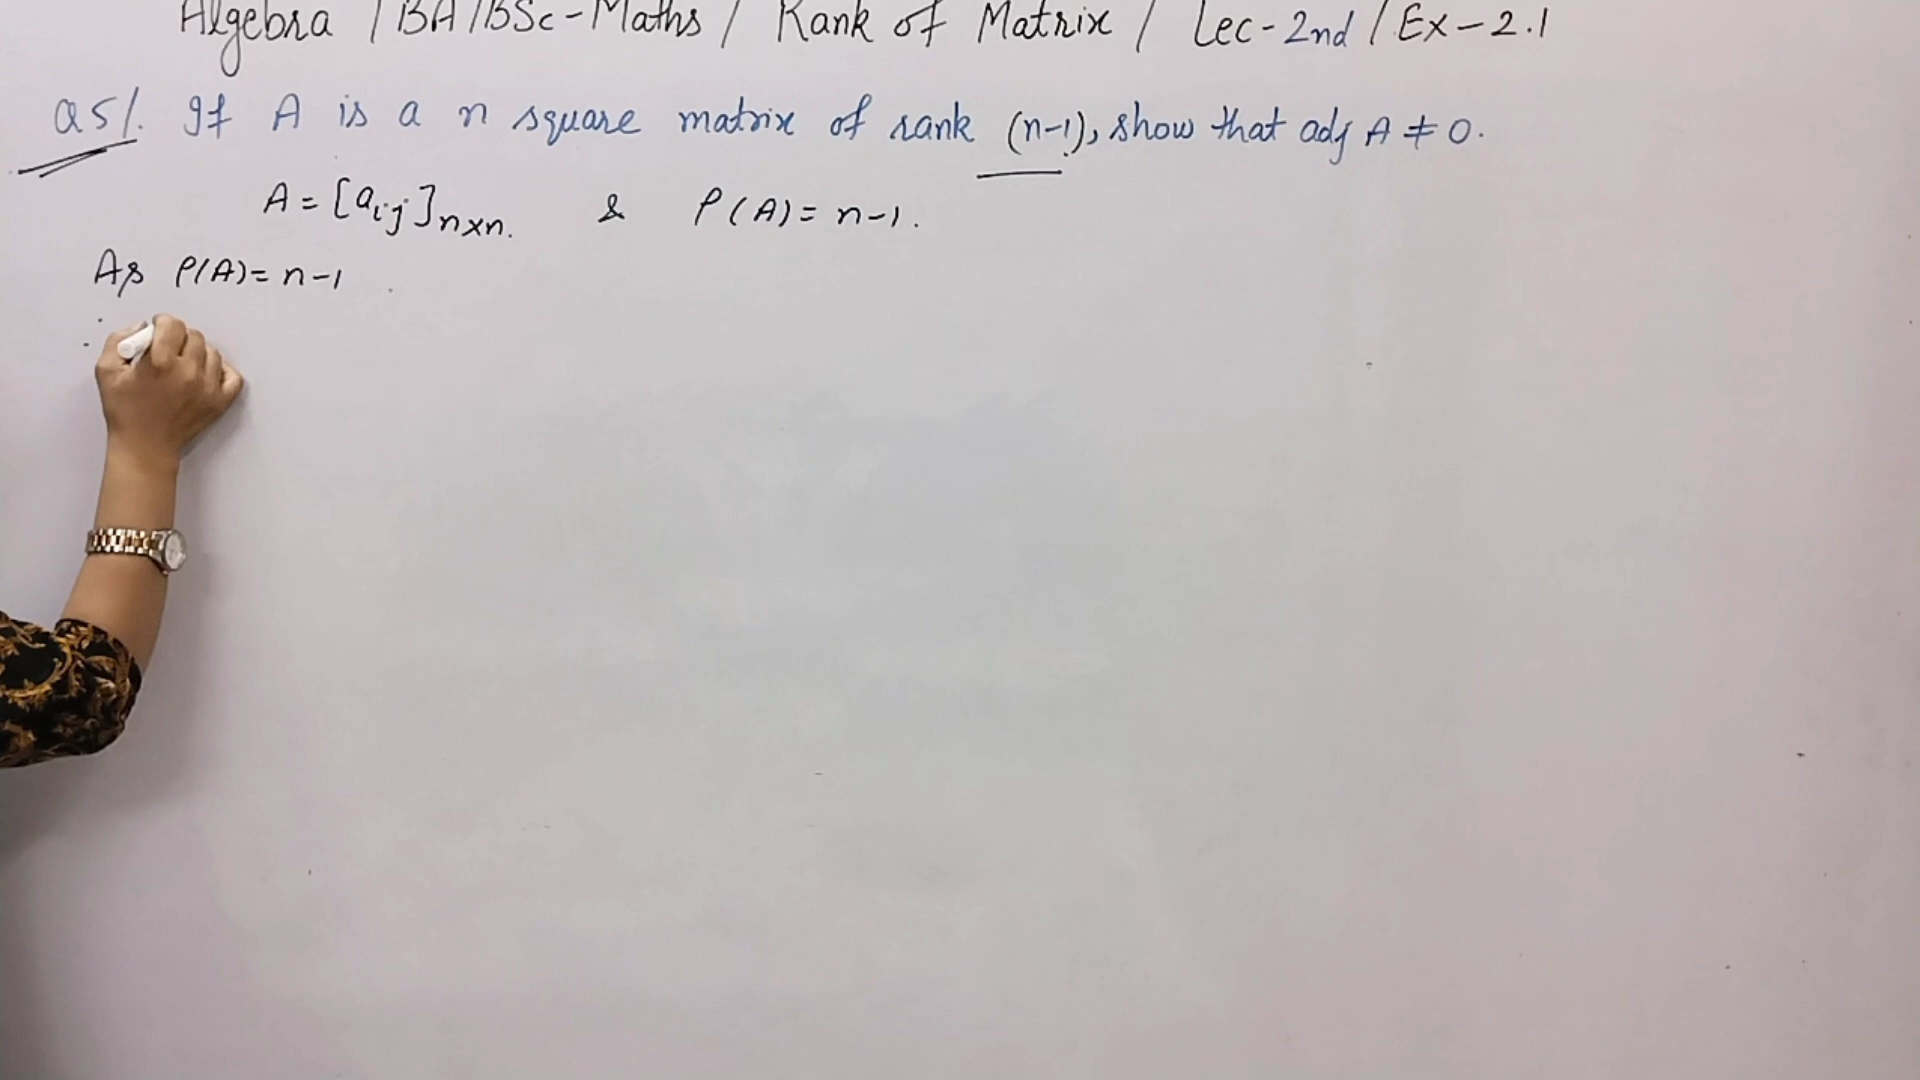 Algebra / BA/BSc-Maths / Rank of Matrix / Lec-2nd / Ex-2.1
Q5/. If A is a n square matrix of rank (n-1), show that adj A ≠ 0.
A = [aij]n×n. & ρ(A) = n-1.
As ρ(A) = n-1